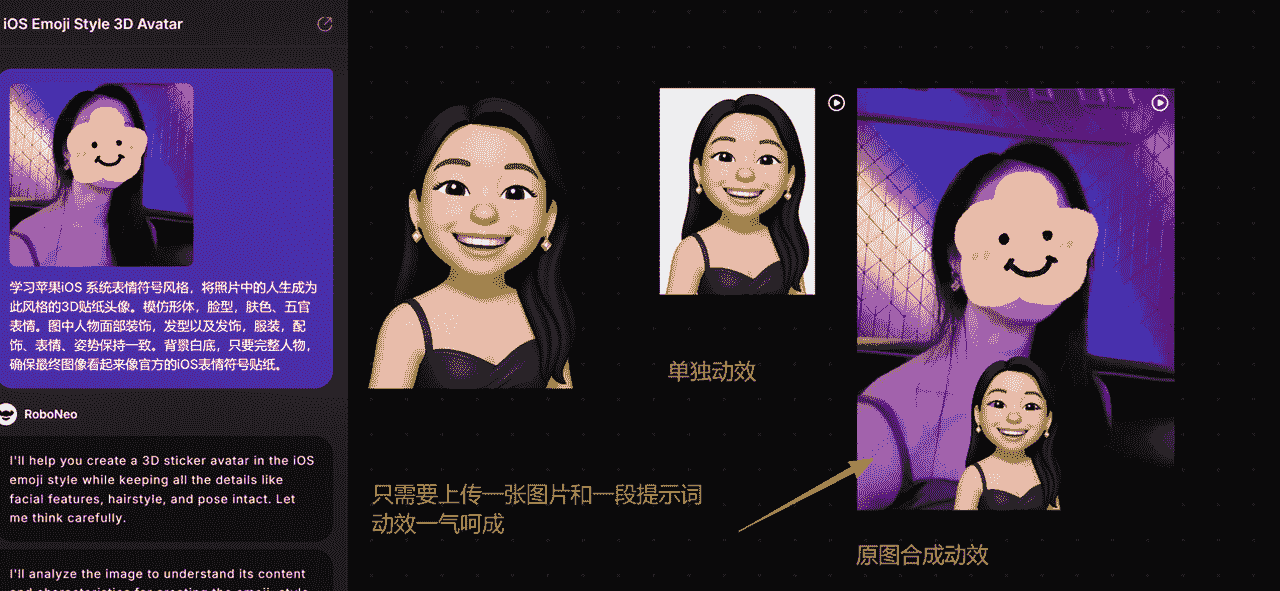 iOS Emoji Style 3D Avatar
学习苹果iOS 系统表情符号风格，将照片中的人生成为
此风格的3D贴纸头像。模仿形体，脸型，肤色、五官
表情。图中人物面部装饰，发型以及发饰，服装，配
饰、表情、姿势保持一致。背景白底，只要完整人物，
确保最终图像看起来像官方的iOS表情符号贴纸。
RoboNeo
I'll help you create a 3D sticker avatar in the iOS
emoji style while keeping all the details like
facial features, hairstyle, and pose intact. Let
me think carefully.
I'll analyze the image to understand its content
and characteristics for creating the emoji-style
单独动效
只需要上传一张图片和一段提示词
动效一气呵成
原图合成动效